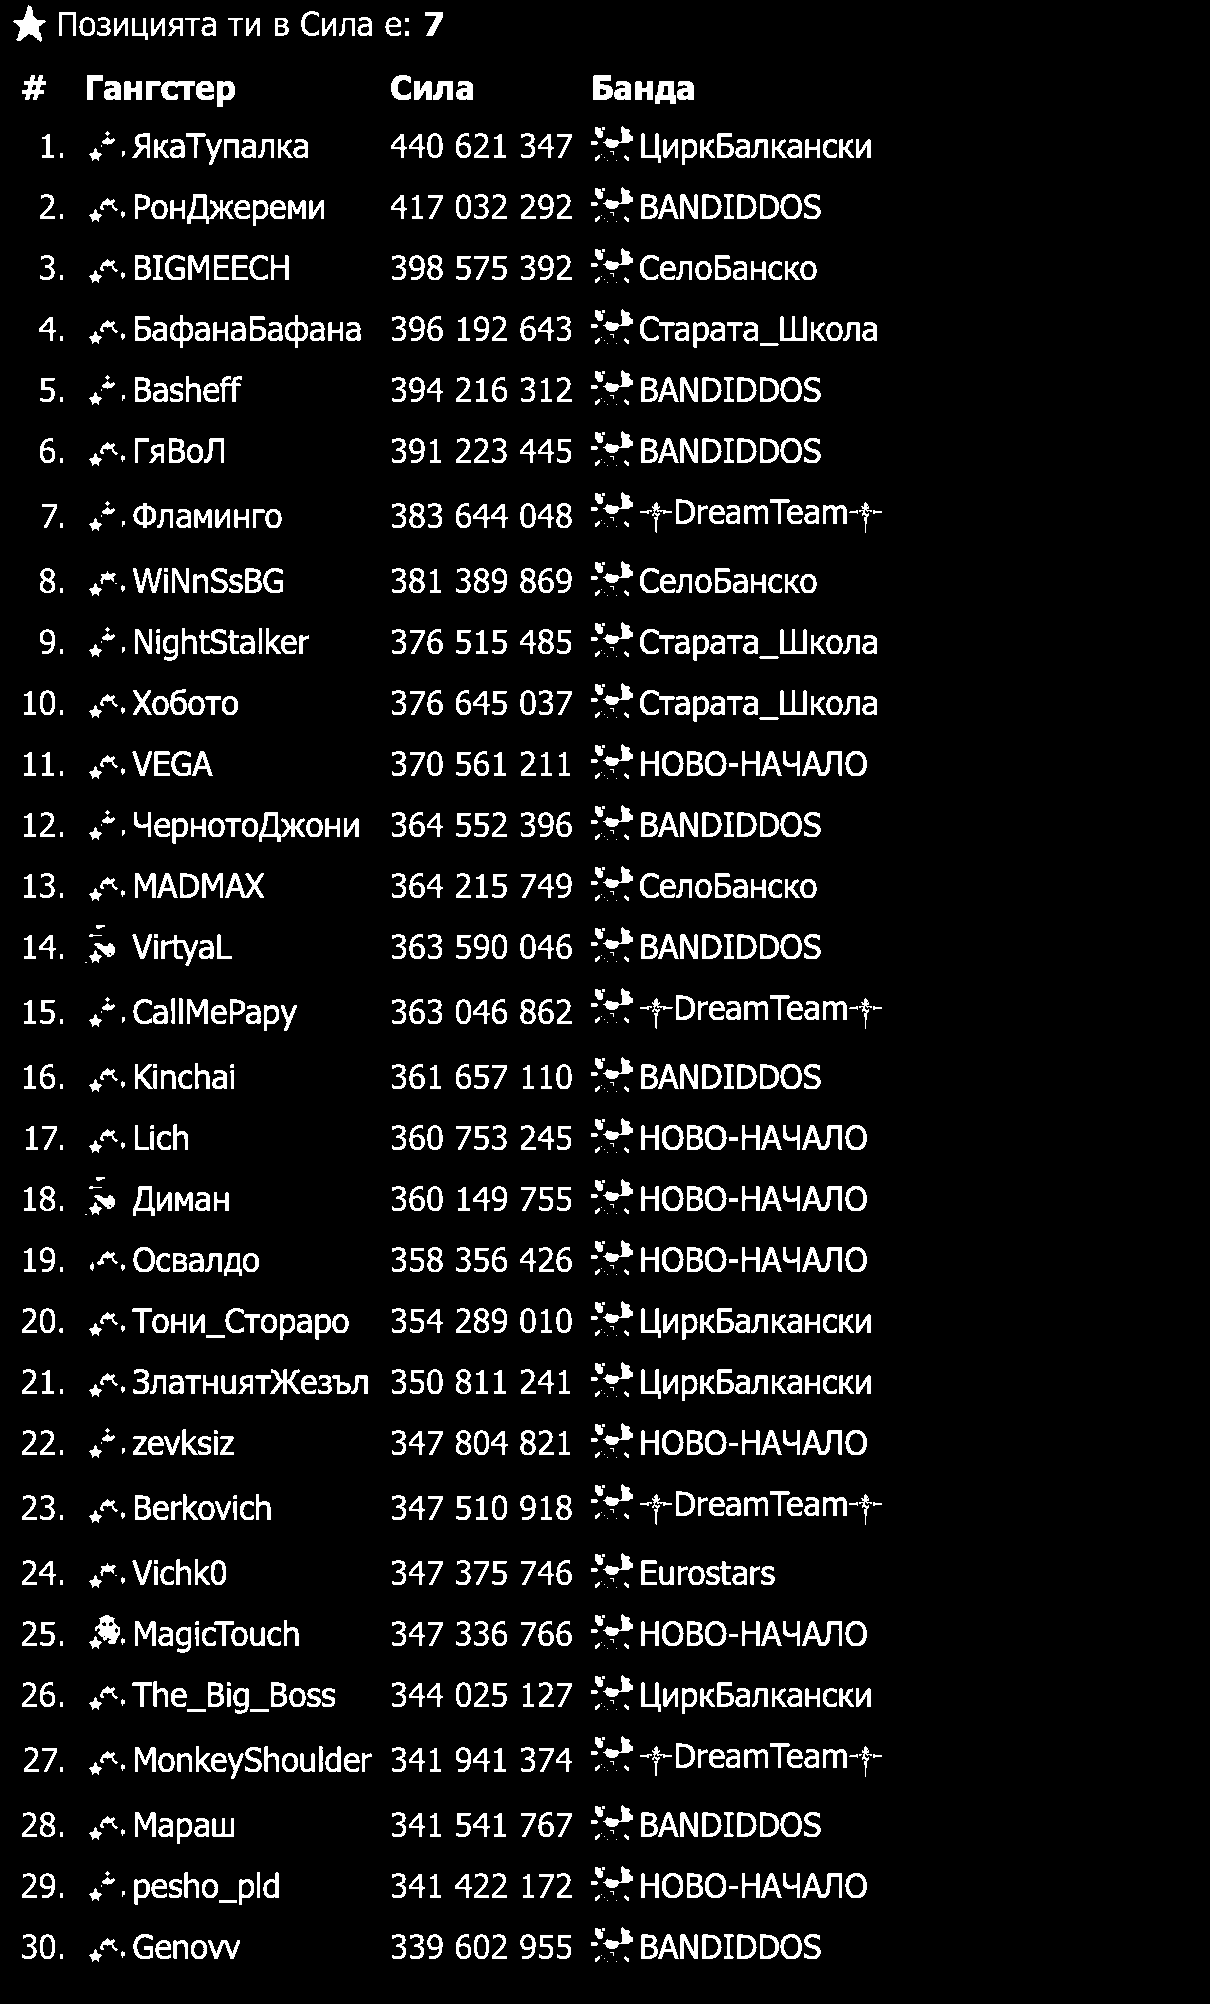 Позицията ти в Сила е: 7
# Гангстер Сила Банда
1. ЯкаТупалка 440 621 347 ЦиркБалкански
2. РонДжереми 417 032 292 BANDIDDOS
3. BIGMEECH 398 575 392 СелоБанско
4. БафанаБафана 396 192 643 Старата_Школа
5. Basheff 394 216 312 BANDIDDOS
6. ГяВоЛ 391 223 445 BANDIDDOS
7. Фламинго 383 644 048 DreamTeam
8. WiNnSsBG 381 389 869 СелоБанско
9. NightStalker 376 515 485 Старата_Школа
10. Хобото 376 645 037 Старата_Школа
11. VEGA 370 561 211 НОВО-НАЧАЛО
12. ЧернотоДжони 364 552 396 BANDIDDOS
13. MADMAX 364 215 749 СелоБанско
14. VirtyaL 363 590 046 BANDIDDOS
15. CallMePapy 363 046 862 DreamTeam
16. Kinchai 361 657 110 BANDIDDOS
17. Lich 360 753 245 НОВО-НАЧАЛО
18. Диман 360 149 755 НОВО-НАЧАЛО
19. Освалдо 358 356 426 НОВО-НАЧАЛО
20. Тони_Стораро 354 289 010 ЦиркБалкански
21. ЗлатнuятЖезъл 350 811 241 ЦиркБалкански
22. zevksiz 347 804 821 НОВО-НАЧАЛО
23. Berkovich 347 510 918 DreamTeam
24. Vichk0 347 375 746 Eurostars
25. MagicTouch 347 336 766 НОВО-НАЧАЛО
26. The_Big_Boss 344 025 127 ЦиркБалкански
27. MonkeyShoulder 341 941 374 DreamTeam
28. Мараш 341 541 767 BANDIDDOS
29. pesho_pld 341 422 172 НОВО-НАЧАЛО
30. Genovv 339 602 955 BANDIDDOS